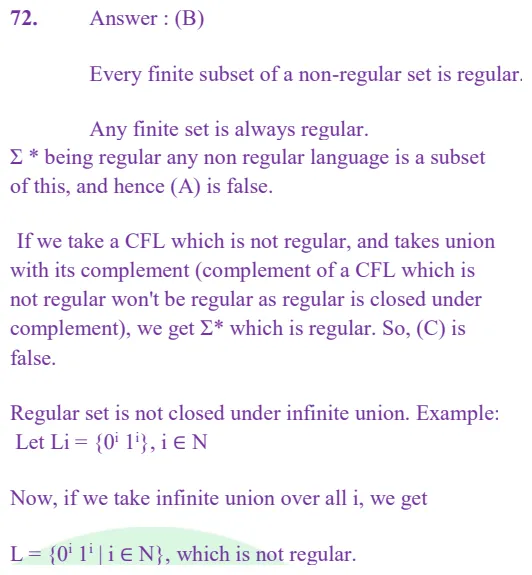 72. Answer : (B)
Every finite subset of a non-regular set is regular.
Any finite set is always regular.
Σ * being regular any non regular language is a subset
of this, and hence (A) is false.
If we take a CFL which is not regular, and takes union
with its complement (complement of a CFL which is
not regular won't be regular as regular is closed under
complement), we get Σ* which is regular. So, (C) is
false.
Regular set is not closed under infinite union. Example:
Let Li = {0ⁱ 1ⁱ}, i ∈ N
Now, if we take infinite union over all i, we get
L = {0ⁱ 1ⁱ | i ∈ N}, which is not regular.